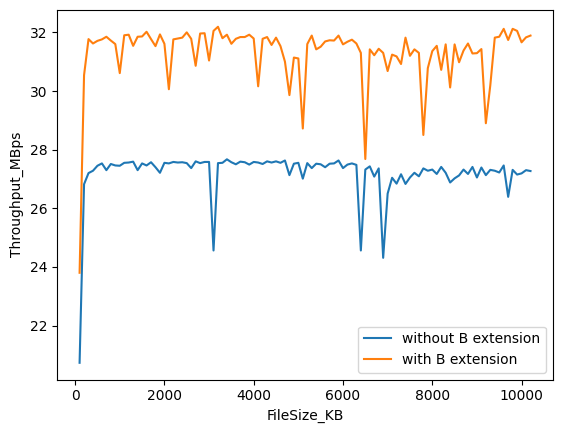 32
30
28
26
24
22
Throughput_MBps
0 2000 4000 6000 8000 10000
FileSize_KB
without B extension
with B extension